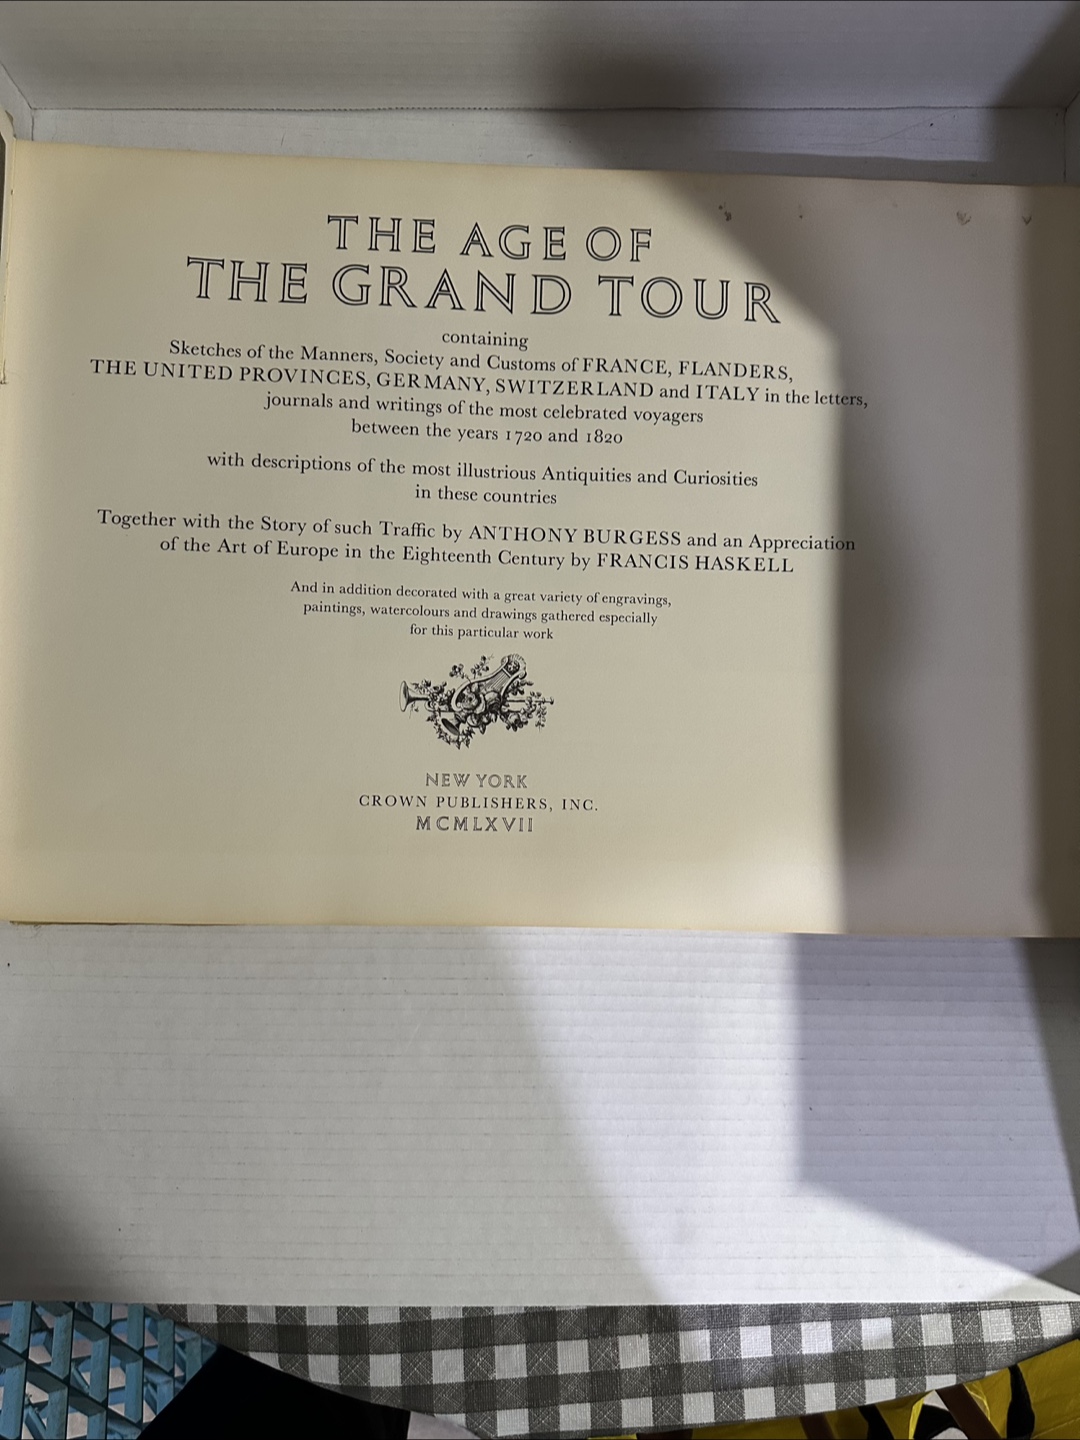 THE AGE OF
THE GRAND TOUR
containing
Sketches of the Manners, Society and Customs of FRANCE, FLANDERS,
THE UNITED PROVINCES, GERMANY, SWITZERLAND and ITALY in the letters,
journals and writings of the most celebrated voyagers
between the years 1720 and 1820
with descriptions of the most illustrious Antiquities and Curiosities
in these countries
Together with the Story of such Traffic by ANTHONY BURGESS and an Appreciation
of the Art of Europe in the Eighteenth Century by FRANCIS HASKELL
And in addition decorated with a great variety of engravings,
paintings, watercolours and drawings gathered especially
for this particular work
NEW YORK
CROWN PUBLISHERS, INC.
MCMLXVII